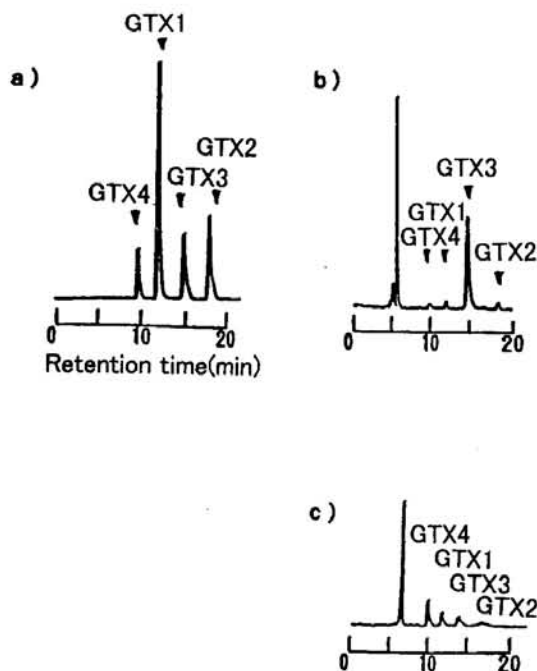 a)
GTX1
GTX4
GTX3
GTX2
0 10 20
Retention time(min)
b)
GTX3
GTX1
GTX4
GTX2
0 10 20
c)
GTX4
GTX1
GTX3
GTX2
0 10 20